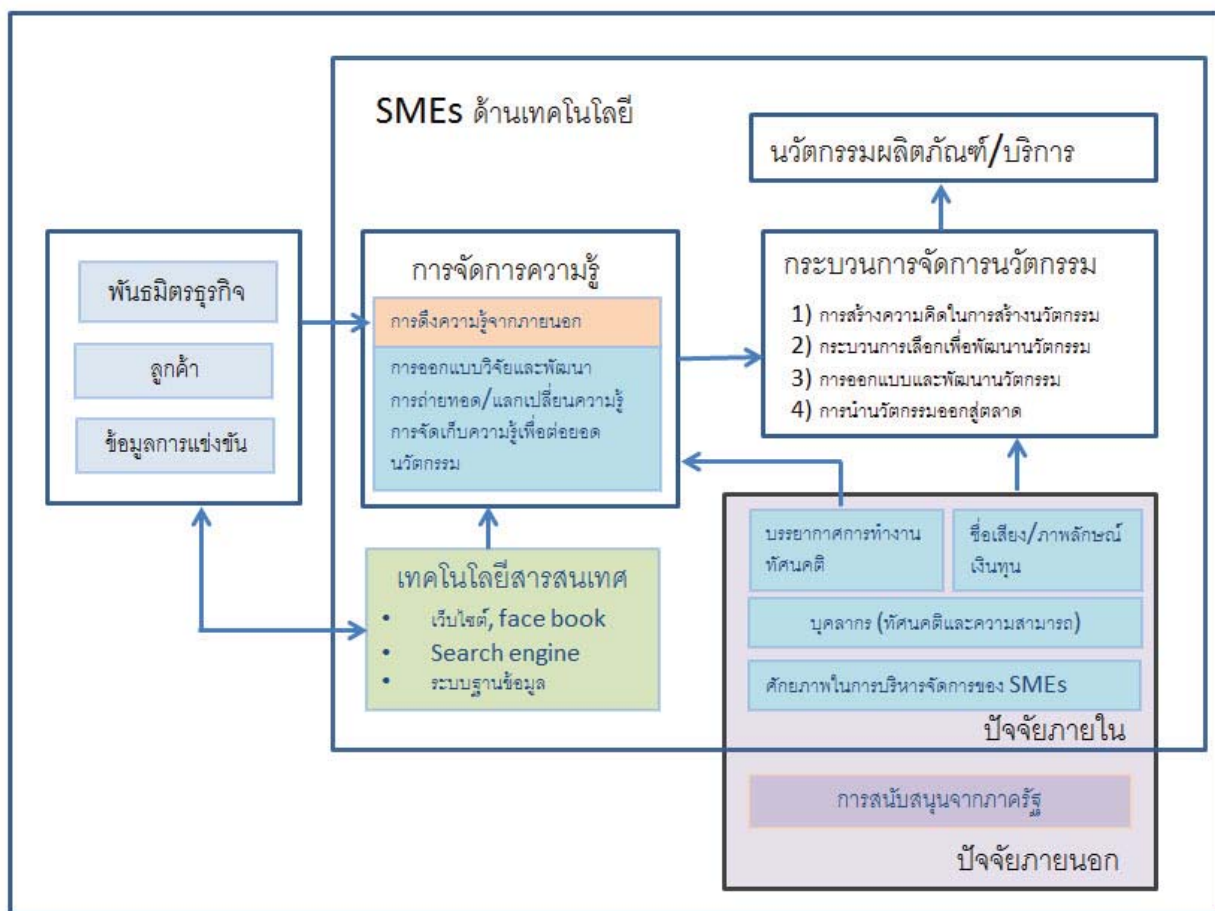 SMEs ด้านเทคโนโลยี
นวัตกรรมผลิตภัณฑ์/บริการ
พันธมิตรธุรกิจ
ลูกค้า
ข้อมูลการแข่งขัน
การจัดการความรู้
การดึงความรู้จากภายนอก
การออกแบบวิจัยและพัฒนา
การถ่ายทอด/แลกเปลี่ยนความรู้
การจัดเก็บความรู้เพื่อต่อยอด
นวัตกรรม
กระบวนการจัดการนวัตกรรม
1) การสร้างความคิดในการสร้างนวัตกรรม
2) กระบวนการเลือกเพื่อพัฒนานวัตกรรม
3) การออกแบบและพัฒนานวัตกรรม
4) การนำนวัตกรรมออกสู่ตลาด
เทคโนโลยีสารสนเทศ
• เว็บไซต์, face book
• Search engine
• ระบบฐานข้อมูล
บรรยากาศการทำงาน
ทัศนคติ
ชื่อเสียง/ภาพลักษณ์
เงินทุน
บุคลากร (ทัศนคติและความสามารถ)
ศักยภาพในการบริหารจัดการของ SMEs
ปัจจัยภายใน
การสนับสนุนจากภาครัฐ
ปัจจัยภายนอก